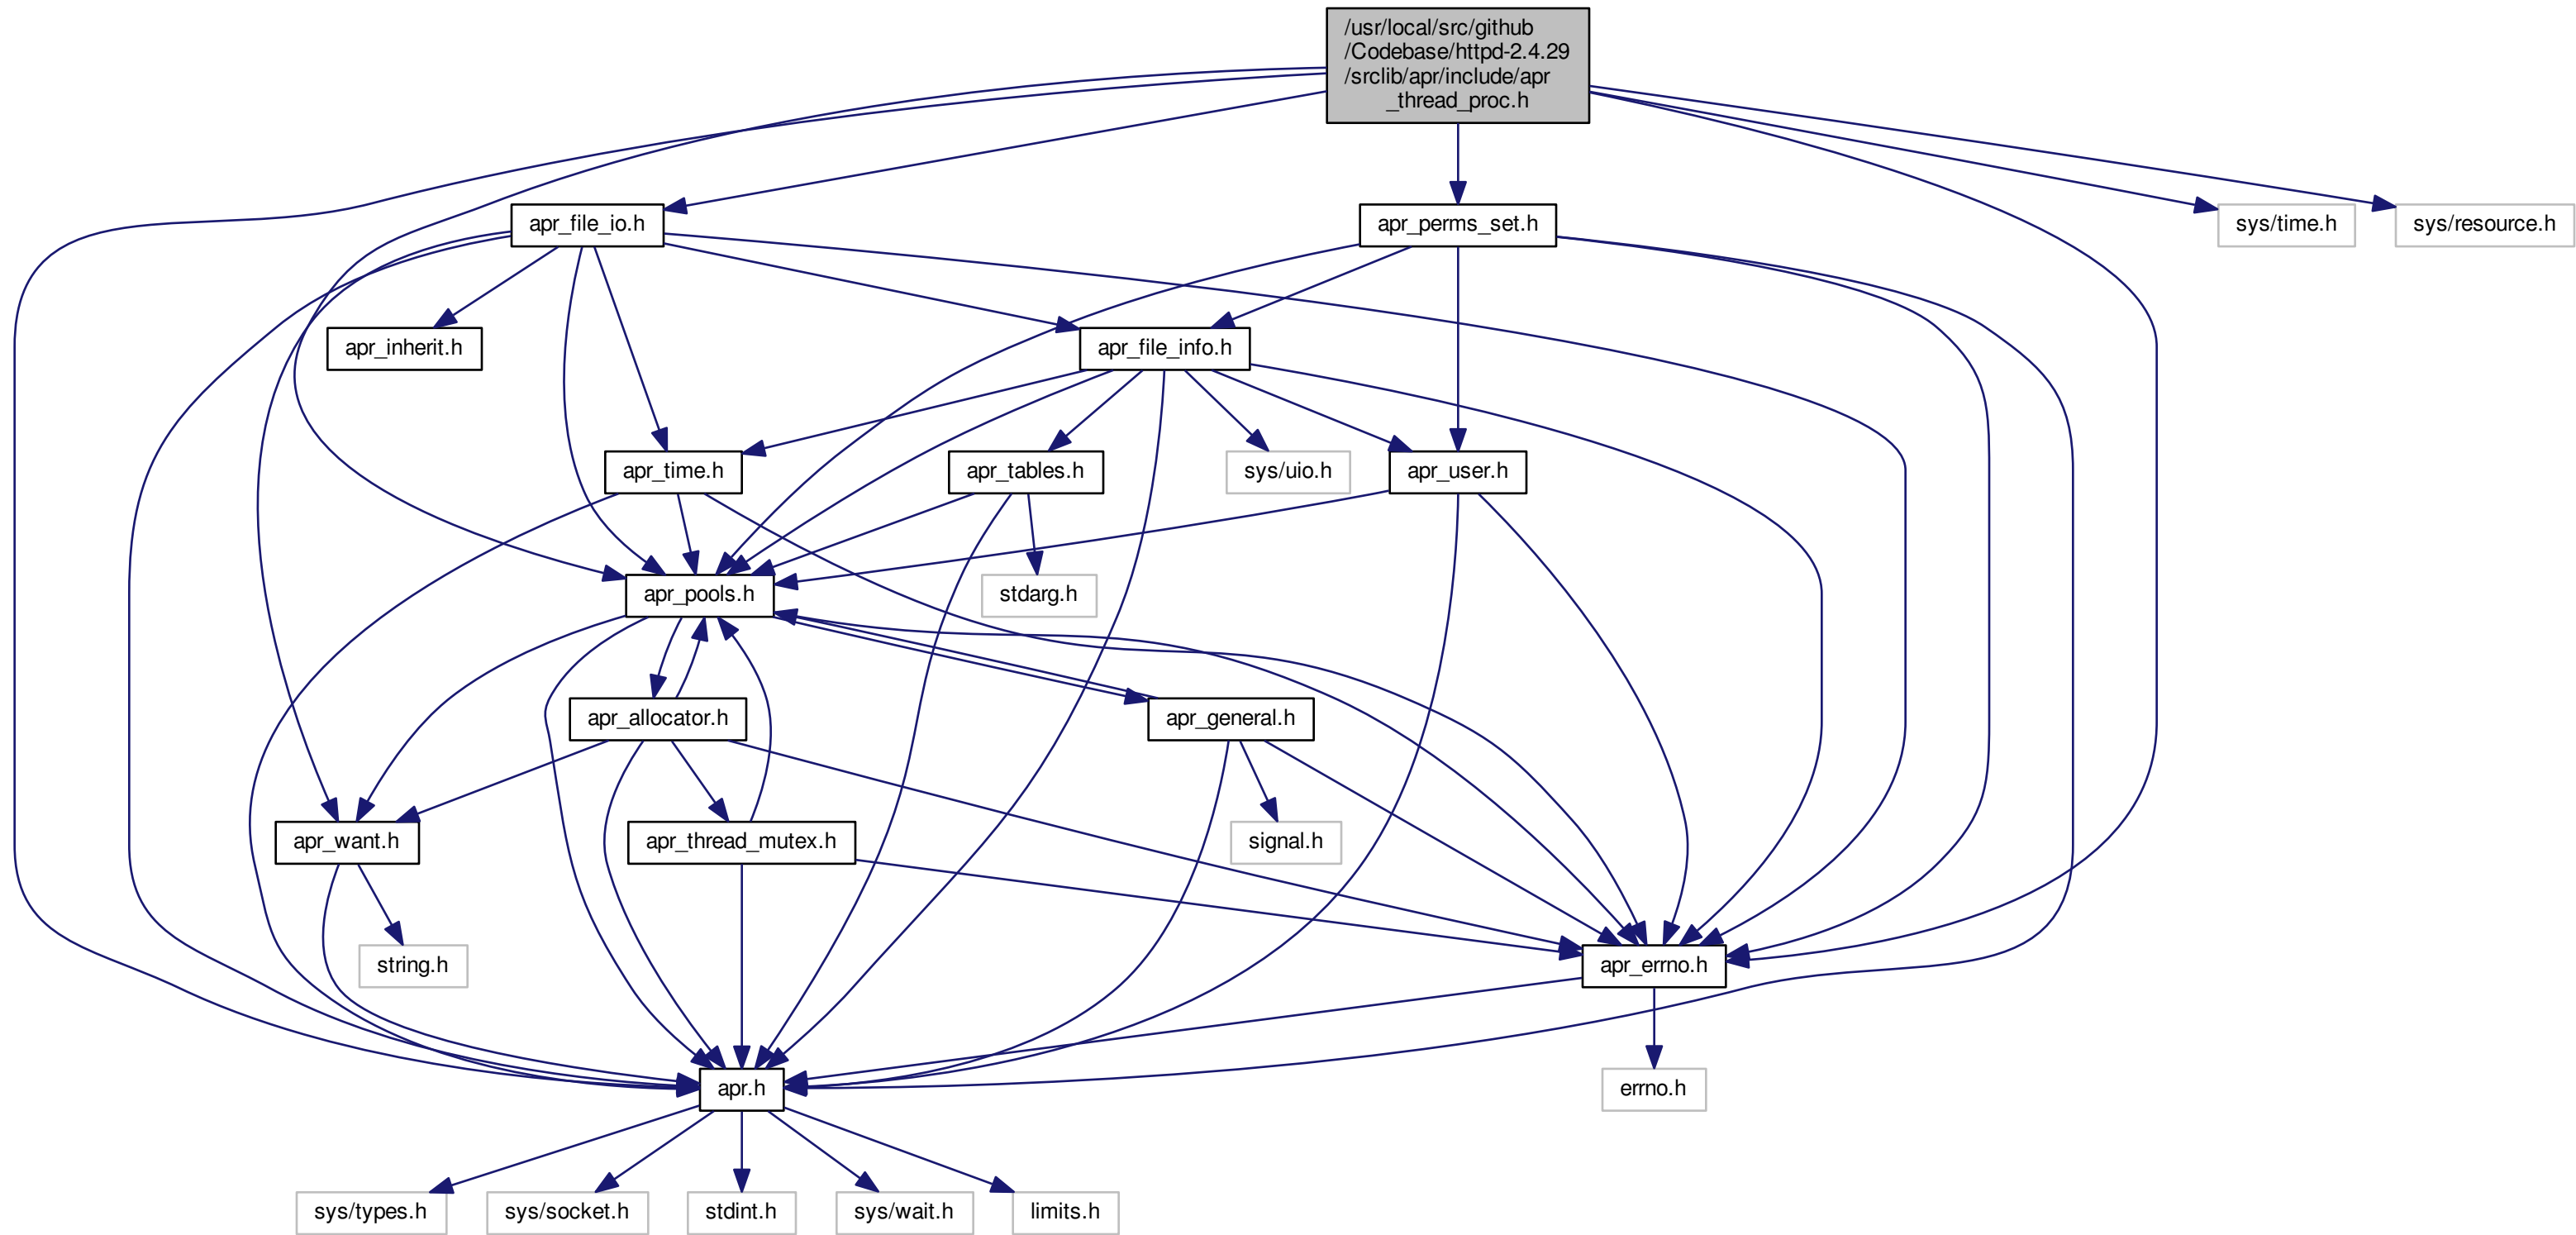 /usr/local/src/github
/Codebase/httpd-2.4.29
/srclib/apr/include/apr
_thread_proc.h
apr_file_io.h
apr_perms_set.h
sys/time.h
sys/resource.h
apr_inherit.h
apr_file_info.h
apr_time.h
apr_tables.h
sys/uio.h
apr_user.h
apr_pools.h
stdarg.h
apr_allocator.h
apr_general.h
apr_want.h
apr_thread_mutex.h
signal.h
string.h
apr_errno.h
apr.h
errno.h
sys/types.h
sys/socket.h
stdint.h
sys/wait.h
limits.h